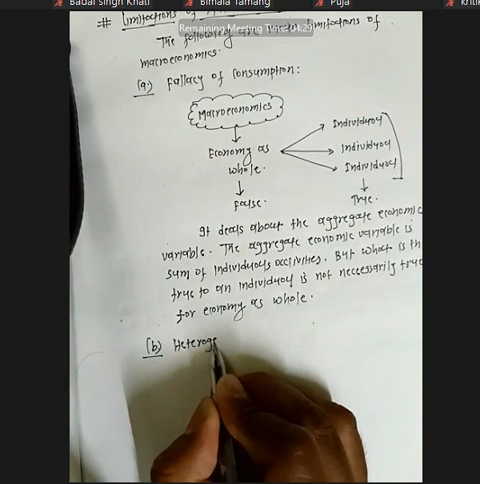 Badal Singh Khati
Bimala Tamang
Puja
Remaining Meeting Time: 04:29
# Limitations of
The following are the limitations of
macroeconomics.
(a) Fallacy of Consumption:
Macroeconomics
Economy as
whole.
False.
Individual
Individual
Individual
True.
It deals about the aggregate economic
variable. The aggregate economic variable is
sum of individuals activities. But what is th
true to an individual is not neccessarily true
for economy as whole.
(b) Heterog